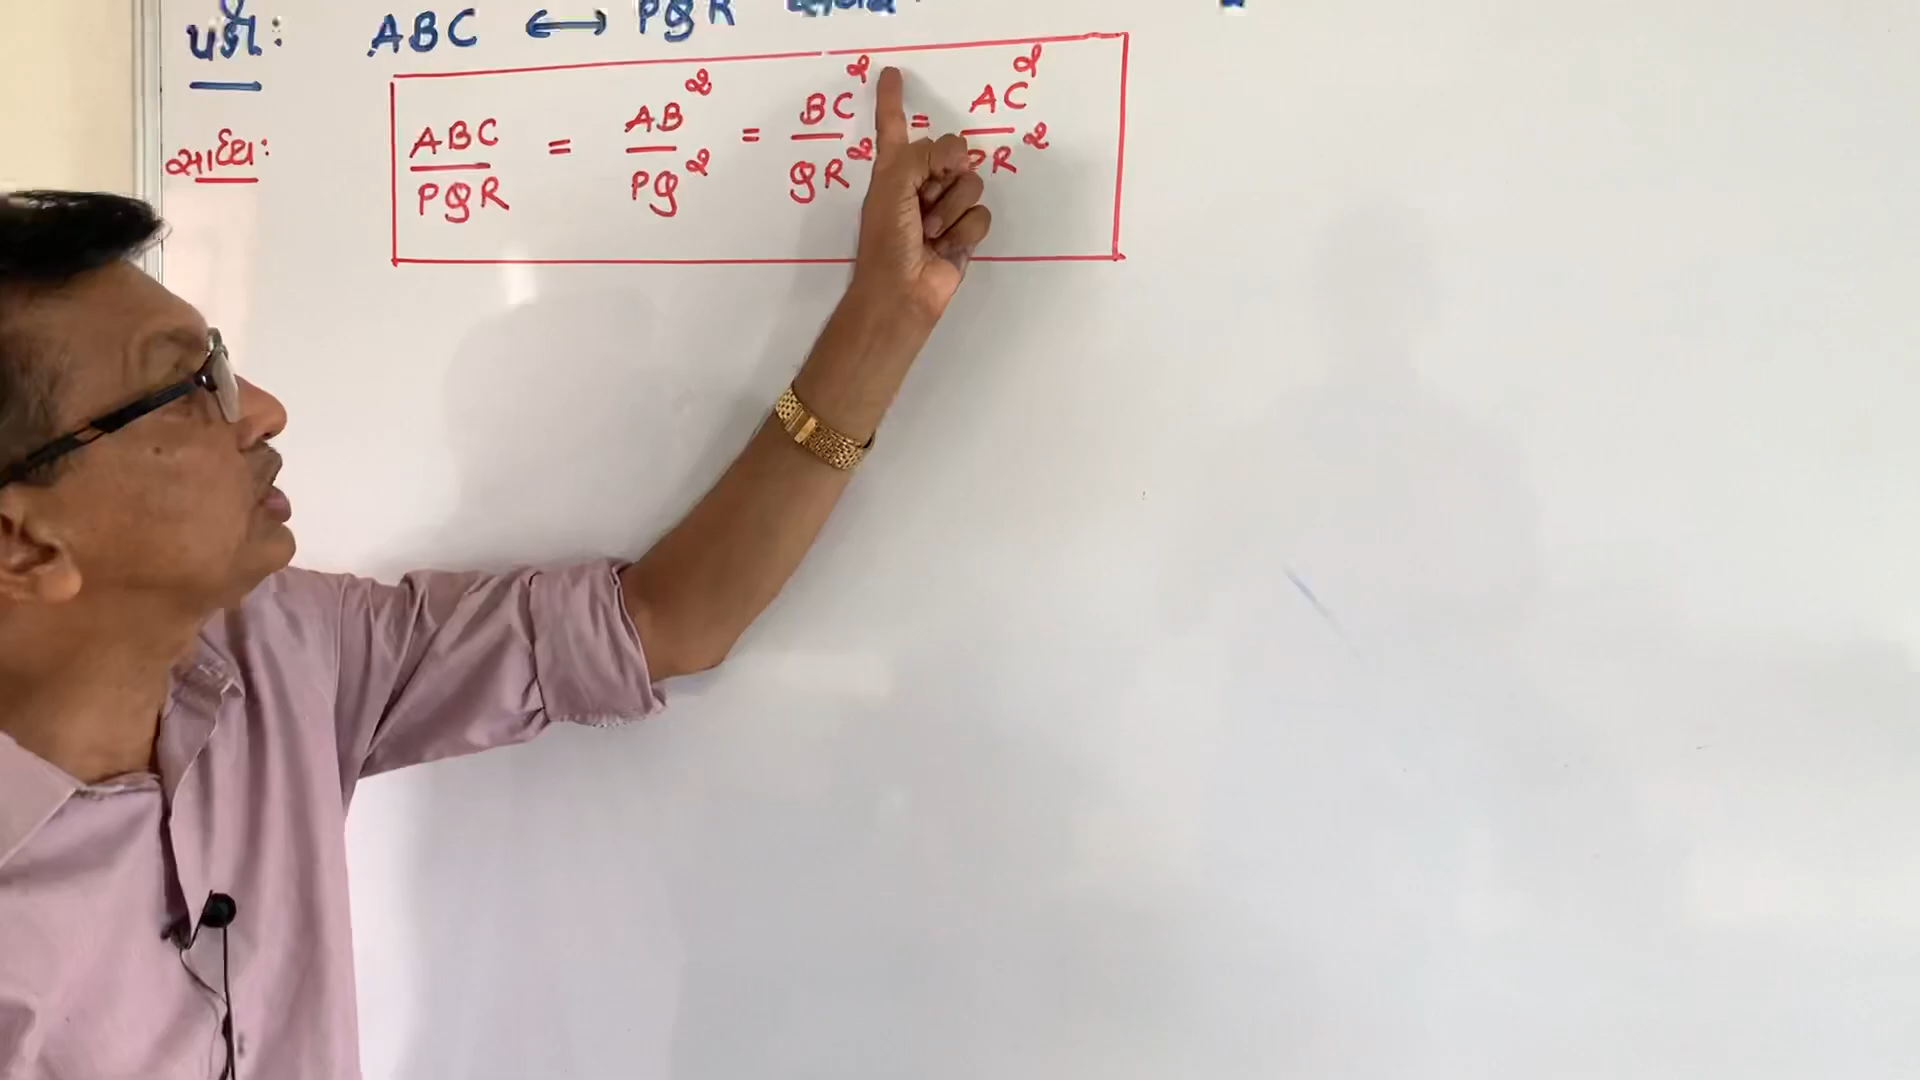 પક્ષ: ABC ↔ PQR
સાધ્ય: ABC/PQR = AB²/PQ² = BC²/QR² = AC²/PR²